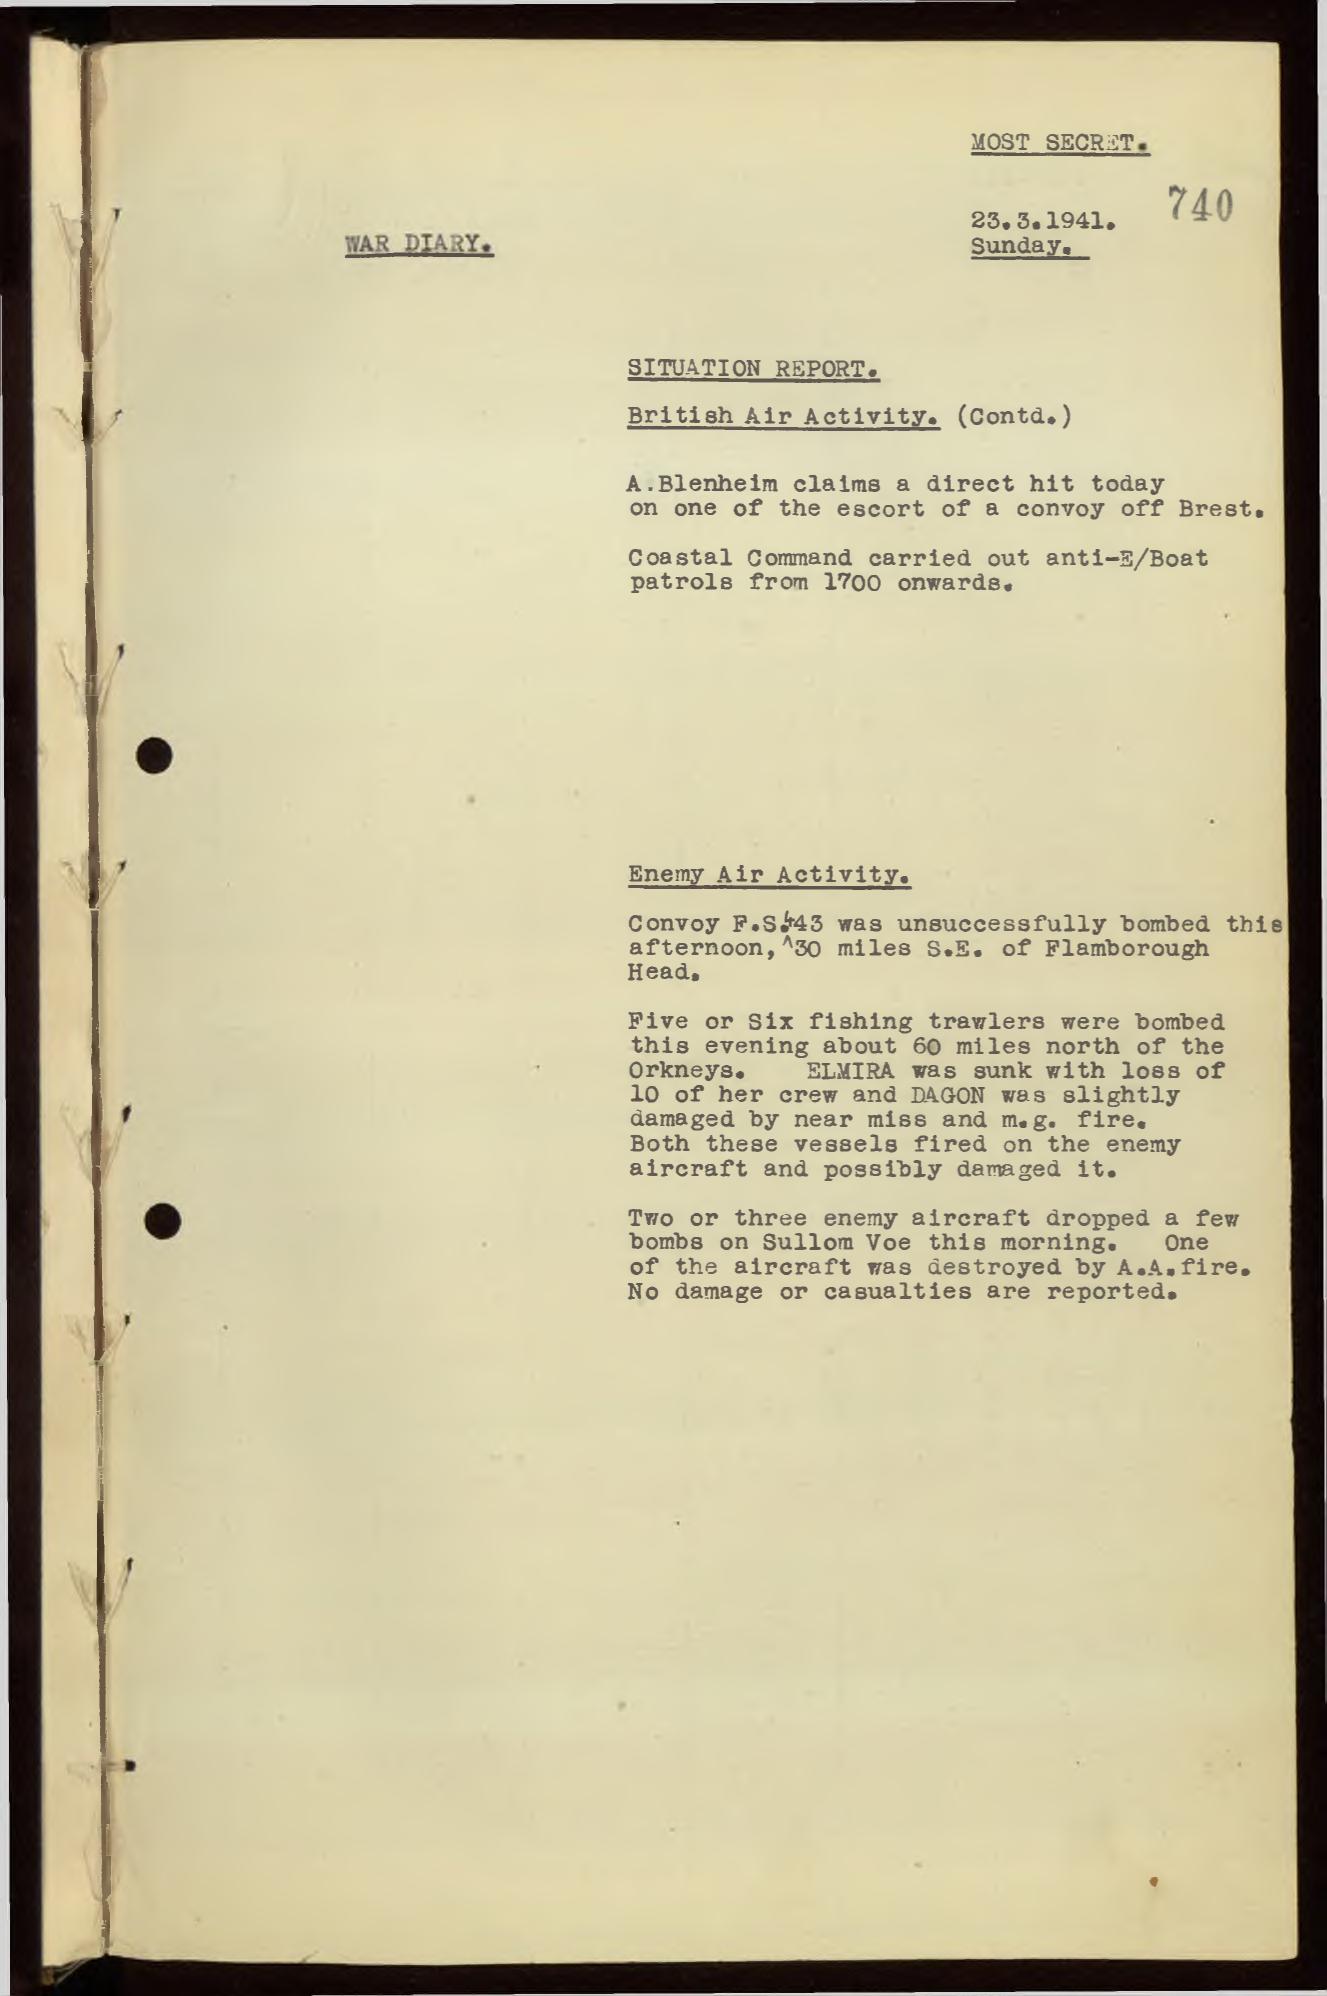 MOST SECRET.
740
23.3.1941.
Sunday.
WAR DIARY.
SITUATION REPORT.
British Air Activity. (Contd.)
A.Blenheim claims a direct hit today
on one of the escort of a convoy off Brest.
Coastal Command carried out anti-E/Boat
patrols from 1700 onwards.
Enemy Air Activity.
Convoy F.S.443 was unsuccessfully bombed this
afternoon,^30 miles S.E. of Flamborough
Head.
Five or Six fishing trawlers were bombed
this evening about 60 miles north of the
Orkneys. ELMIRA was sunk with loss of
10 of her crew and DAGON was slightly
damaged by near miss and m.g. fire.
Both these vessels fired on the enemy
aircraft and possibly damaged it.
Two or three enemy aircraft dropped a few
bombs on Sullom Voe this morning. One
of the aircraft was destroyed by A.A.fire.
No damage or casualties are reported.